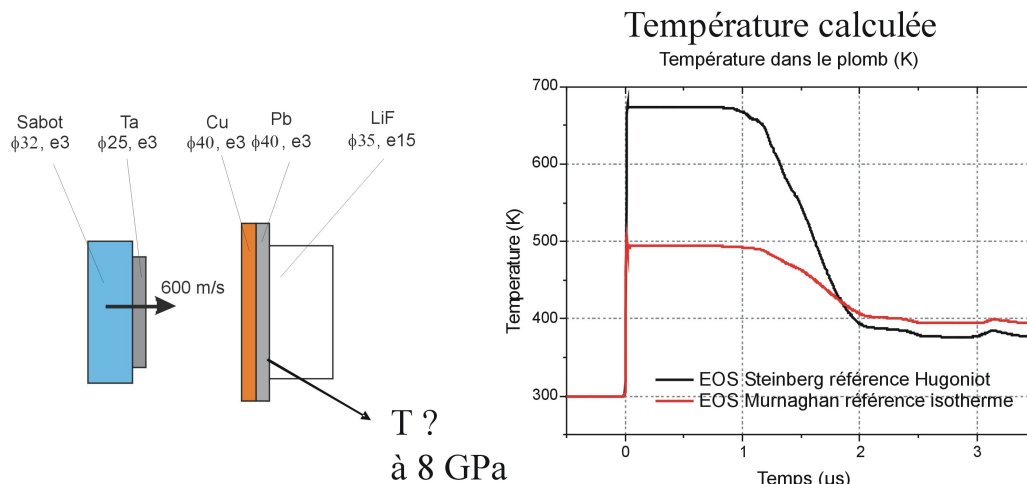 Température calculée
Température dans le plomb (K)
Sabot
ϕ32, e3
Ta
ϕ25, e3
Cu
ϕ40, e3
Pb
ϕ40, e3
LiF
ϕ35, e15
600 m/s
T ?
à 8 GPa
Temperature (K)
700
600
500
400
300
EOS Steinberg référence Hugoniot
EOS Murnaghan référence isotherme
0
1
2
3
Temps (us)